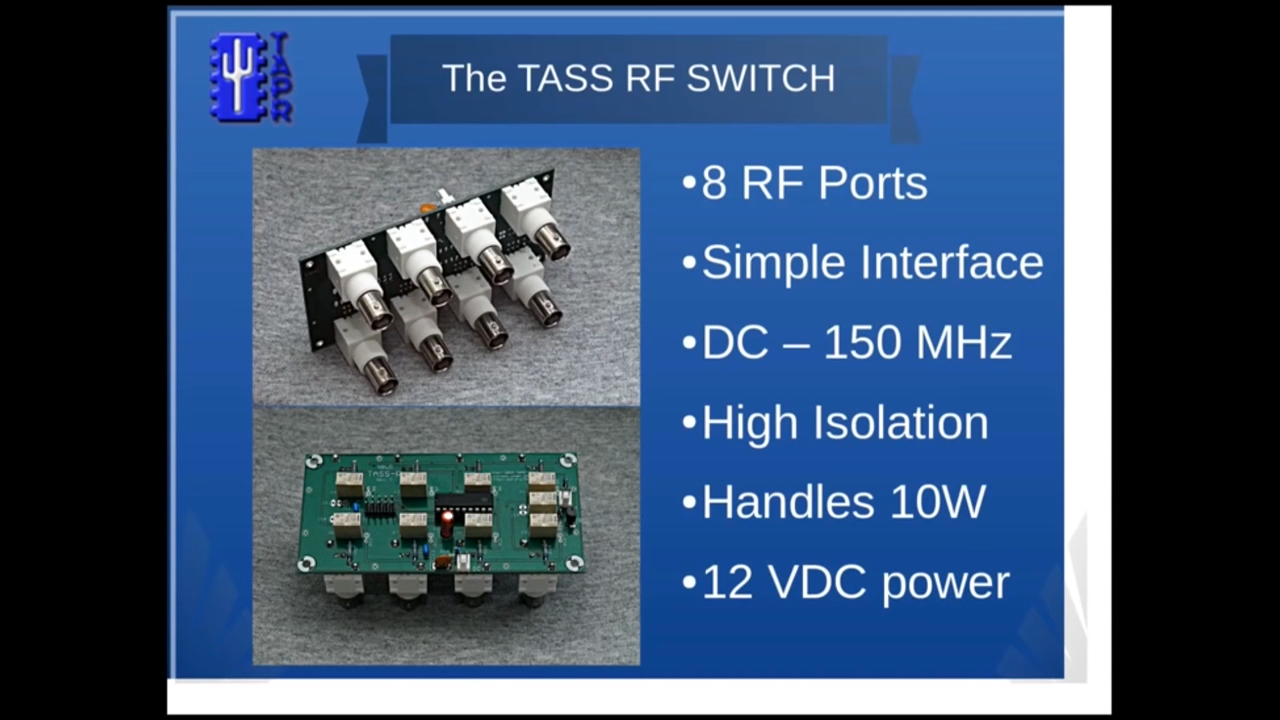 TAPR
The TASS RF SWITCH
•8 RF Ports
•Simple Interface
•DC – 150 MHz
•High Isolation
•Handles 10W
•12 VDC power